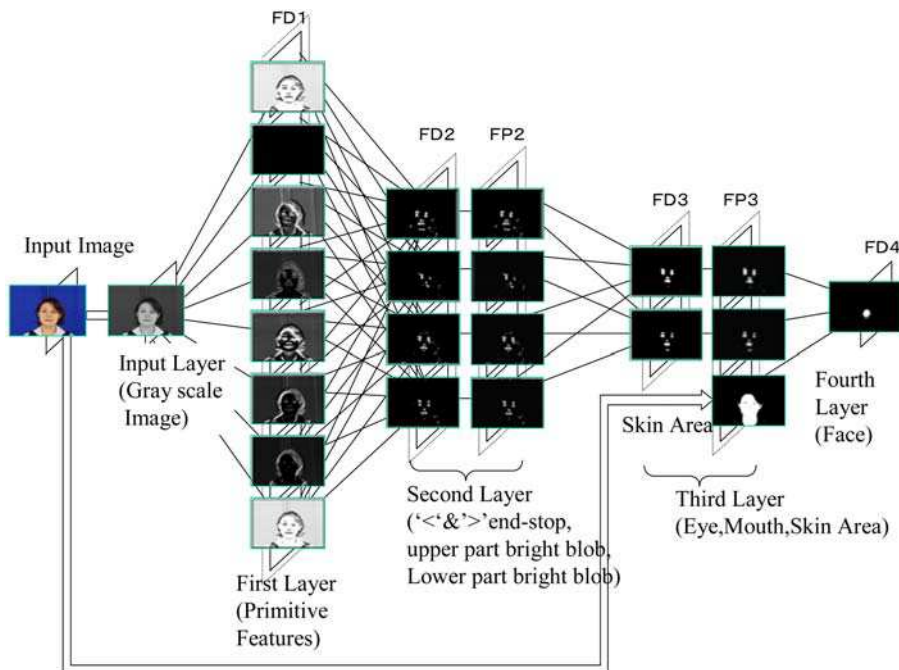 FD1
FD2
FP2
FD3
FP3
FD4
Input Image
Input Layer
(Gray scale
Image)
First Layer
(Primitive
Features)
Second Layer
(‘<‘&’>’end-stop,
upper part bright blob,
Lower part bright blob)
Skin Area
Third Layer
(Eye,Mouth,Skin Area)
Fourth
Layer
(Face)